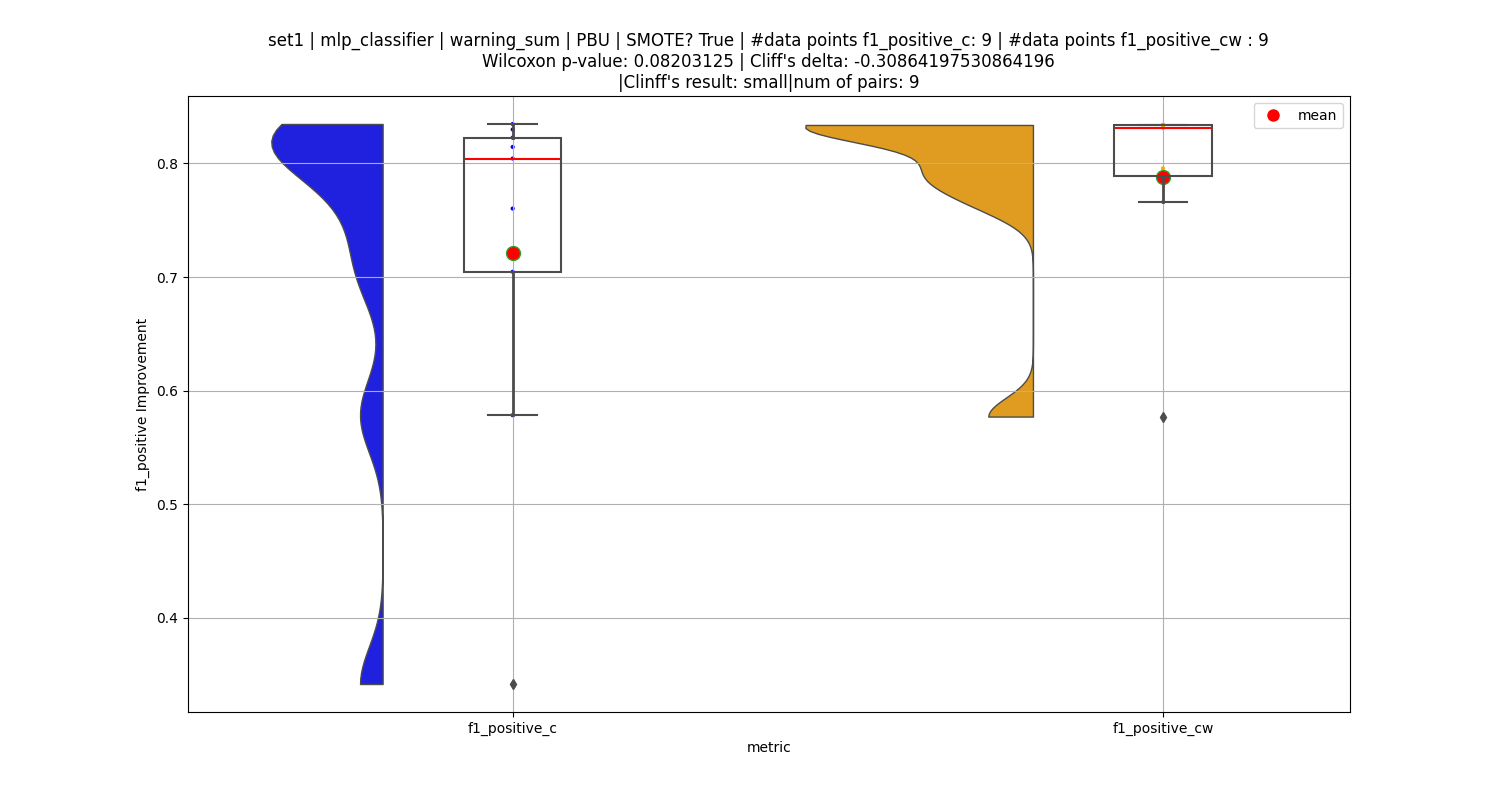 set1 | mlp_classifier | warning_sum | PBU | SMOTE? True | #data points f1_positive_c: 9 | #data points f1_positive_cw : 9
Wilcoxon p-value: 0.08203125 | Cliff's delta: -0.30864197530864196
|Clinff's result: small|num of pairs: 9
mean
0.8
0.7
0.6
0.5
0.4
f1_positive Improvement
f1_positive_c
f1_positive_cw
metric